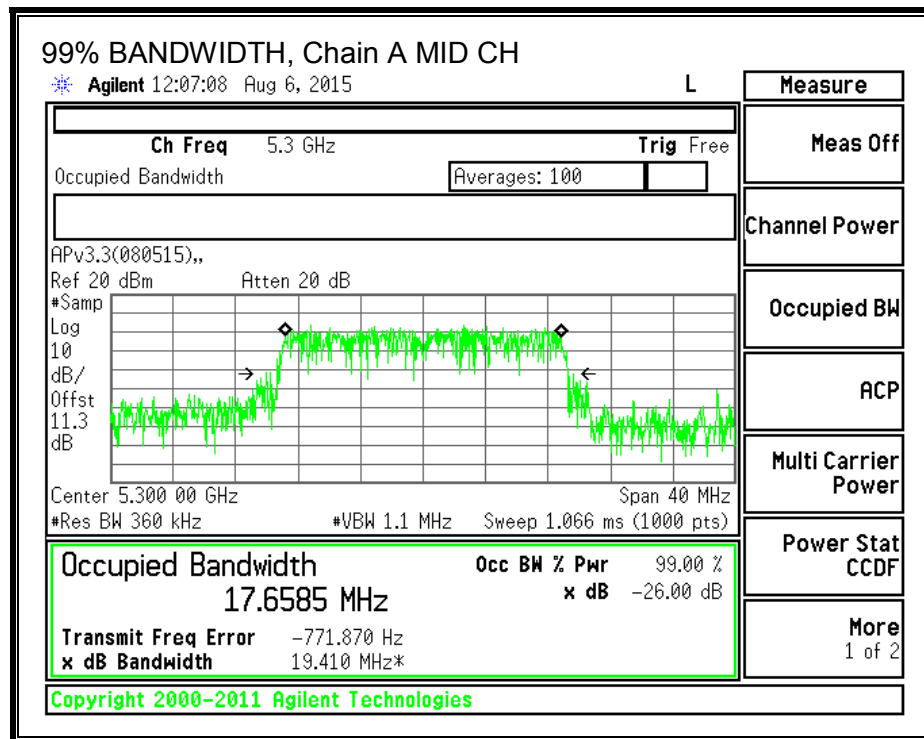 99% BANDWIDTH, Chain A MID CH
Agilent 12:07:08 Aug 6, 2015 L
Measure
Ch Freq 5.3 GHz Trig Free
Meas Off
Occupied Bandwidth Averages: 100
Channel Power
APv3.3(080515),,
Ref 20 dBm Atten 20 dB
#Samp
Log
10
dB/
Offst
11.3
dB
Occupied BW
ACP
Multi Carrier
Power
Center 5.300 00 GHz Span 40 MHz
#Res BW 360 kHz #VBW 1.1 MHz Sweep 1.066 ms (1000 pts)
Power Stat
CCDF
Occupied Bandwidth Occ BW % Pwr 99.00 %
17.6585 MHz x dB -26.00 dB
Transmit Freq Error -771.870 Hz
x dB Bandwidth 19.410 MHz*
More
1 of 2
Copyright 2000-2011 Agilent Technologies